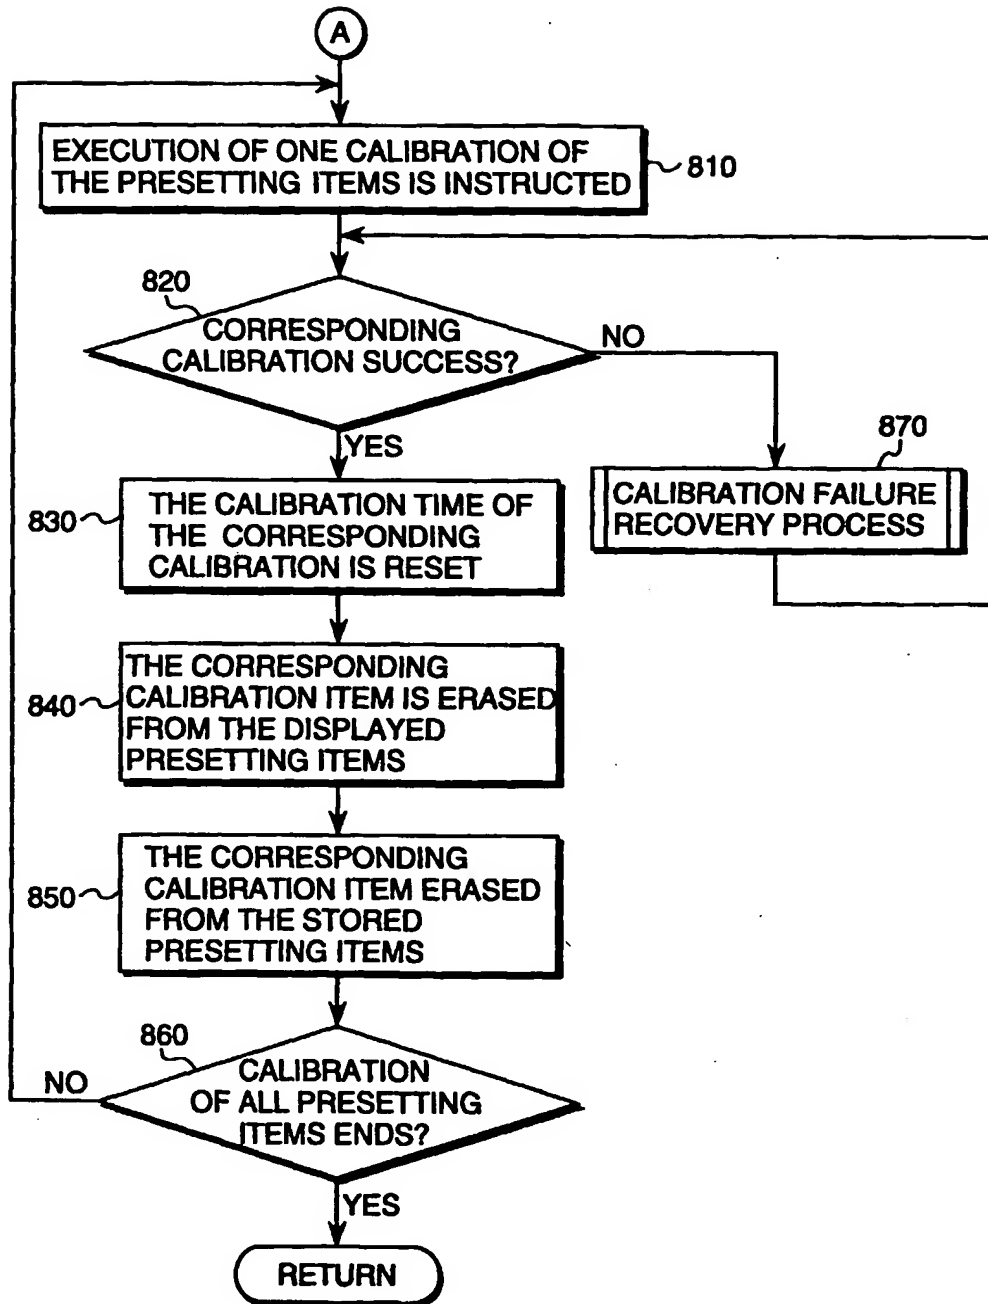 A
EXECUTION OF ONE CALIBRATION OF
THE PRESETTING ITEMS IS INSTRUCTED
810
820
CORRESPONDING
CALIBRATION SUCCESS?
NO
YES
870
CALIBRATION FAILURE
RECOVERY PROCESS
830
THE CALIBRATION TIME OF
THE CORRESPONDING
CALIBRATION IS RESET
840
THE CORRESPONDING
CALIBRATION ITEM IS ERASED
FROM THE DISPLAYED
PRESETTING ITEMS
850
THE CORRESPONDING
CALIBRATION ITEM ERASED
FROM THE STORED
PRESETTING ITEMS
860
NO
CALIBRATION
OF ALL PRESETTING
ITEMS ENDS?
YES
RETURN